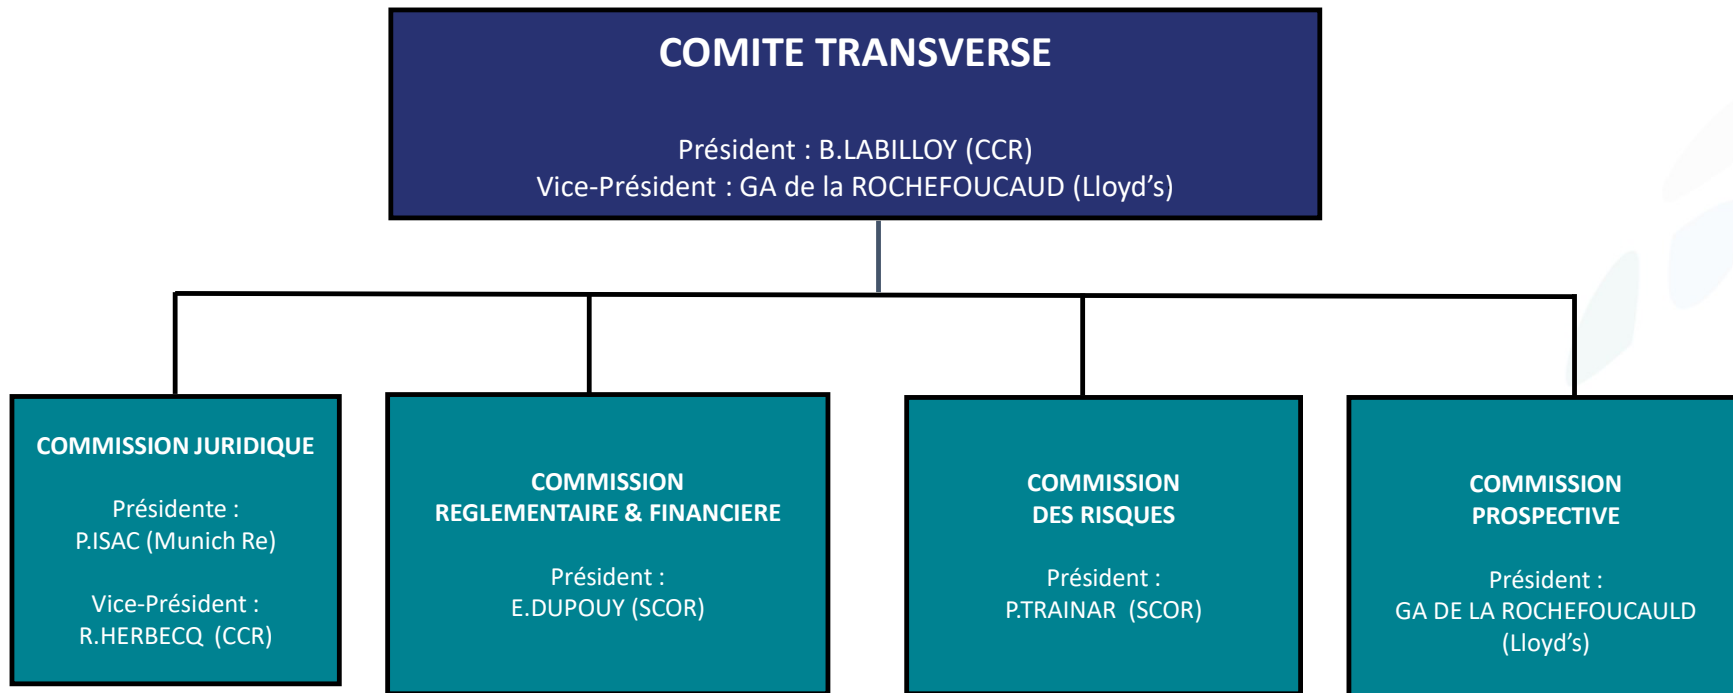 COMITE TRANSVERSE
Président : B.LABILLOY (CCR)
Vice-Président : GA de la ROCHEFOUCAUD (Lloyd’s)
COMMISSION JURIDIQUE
Présidente :
P.ISAC (Munich Re)
Vice-Président :
R.HERBECQ (CCR)
COMMISSION
REGLEMENTAIRE & FINANCIERE
Président :
E.DUPOUY (SCOR)
COMMISSION
DES RISQUES
Président :
P.TRAINAR (SCOR)
COMMISSION
PROSPECTIVE
Président :
GA DE LA ROCHEFOUCAULD
(Lloyd’s)